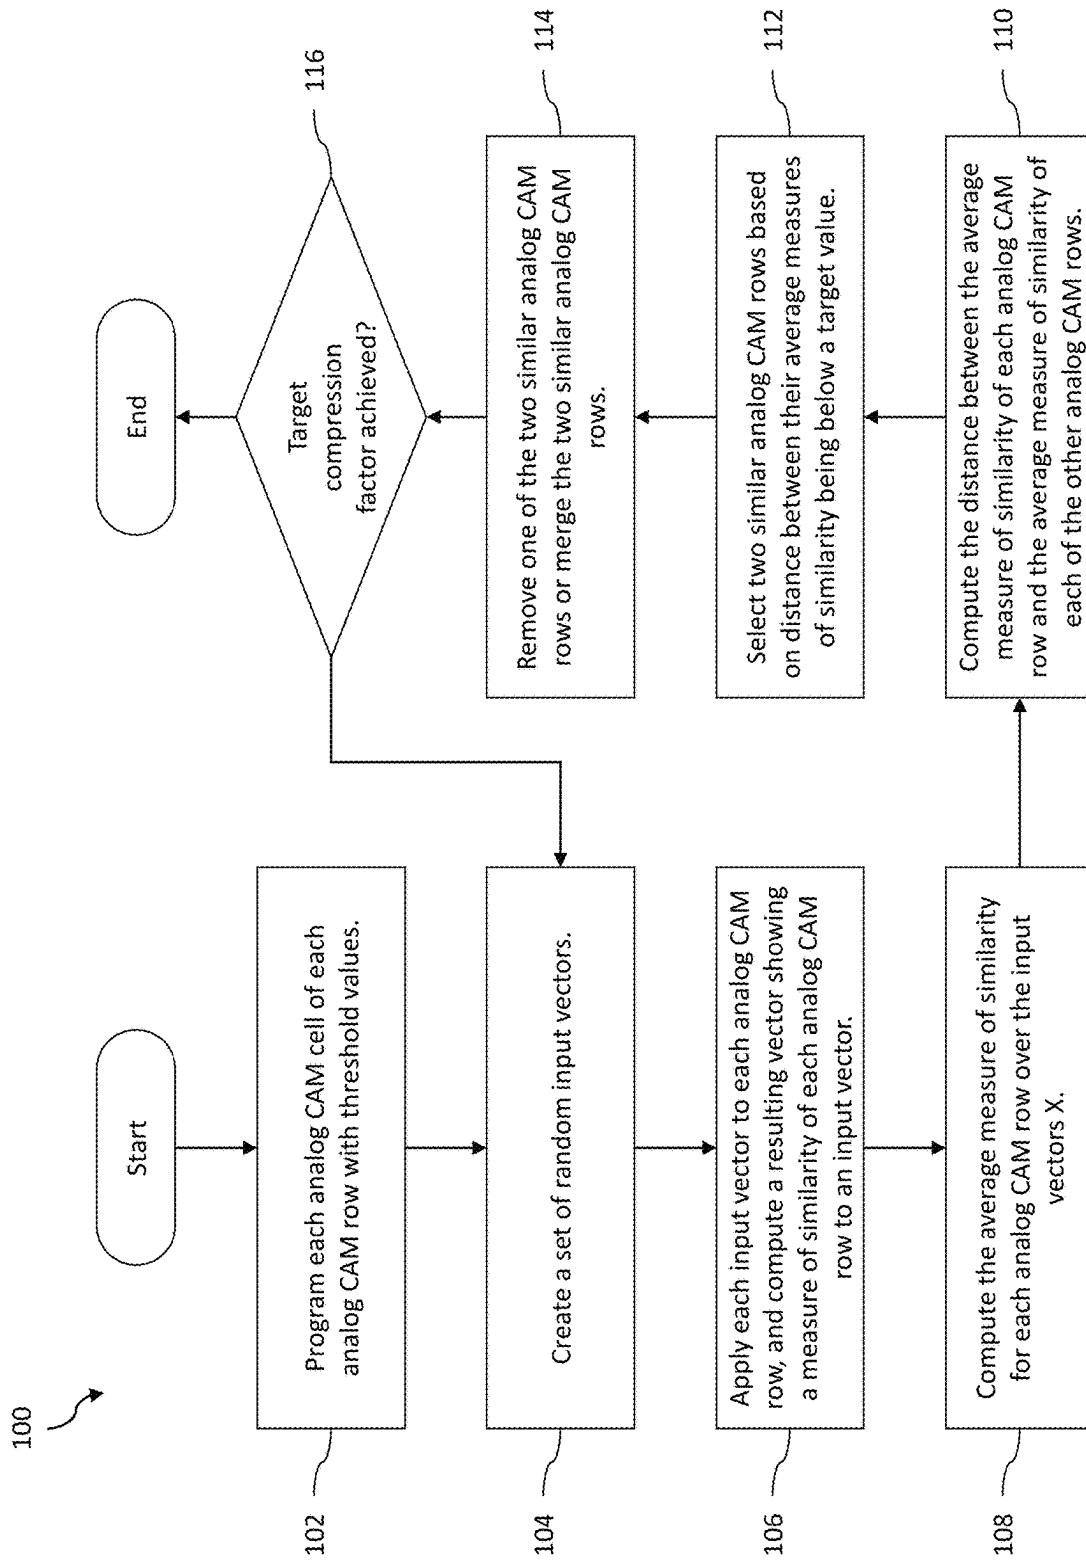 100
Start
102
Program each analog CAM cell of each
analog CAM row with threshold values.
104
Create a set of random input vectors.
106
Apply each input vector to each analog CAM
row, and compute a resulting vector showing
a measure of similarity of each analog CAM
row to an input vector.
108
Compute the average measure of similarity
for each analog CAM row over the input
vectors X.
110
Compute the distance between the average
measure of similarity of each analog CAM
row and the average measure of similarity of
each of the other analog CAM rows.
112
Select two similar analog CAM rows based
on distance between their average measures
of similarity being below a target value.
114
Remove one of the two similar analog CAM
rows or merge the two similar analog CAM
rows.
116
Target
compression
factor achieved?
End